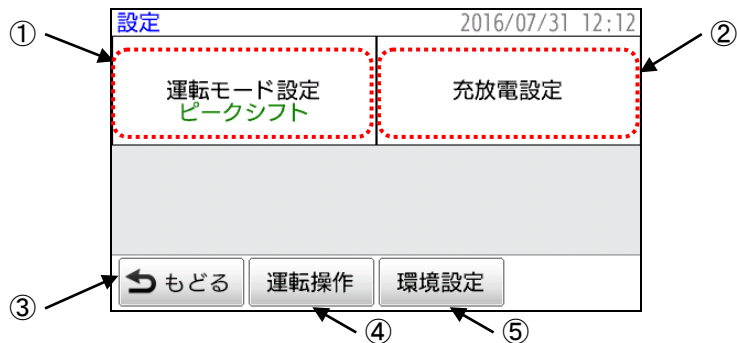 設定 2016/07/31 12:12
① ②
運転モード設定 充放電設定
ピークシフト
もどる 運転操作 環境設定
③ ④ ⑤